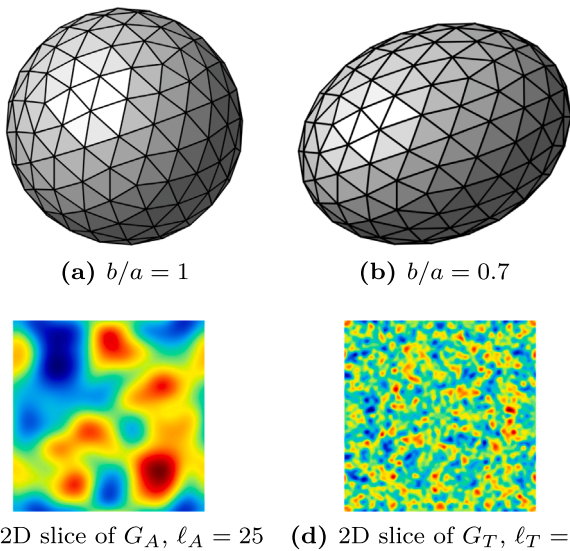 (a) b/a = 1
(b) b/a = 0.7
2D slice of G_A, ℓ_A = 25
(d) 2D slice of G_T, ℓ_T =